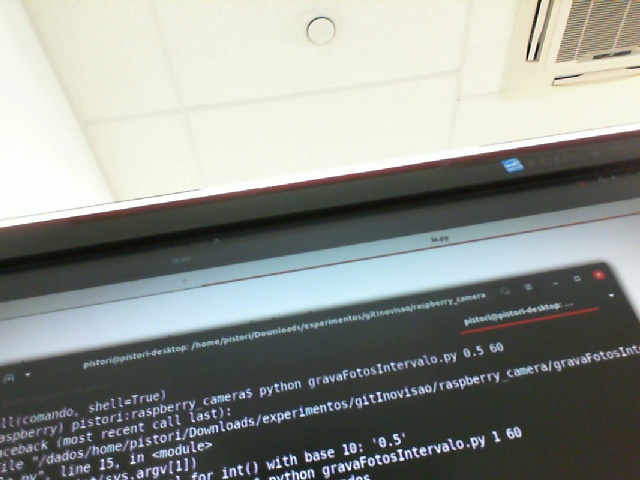 le.py
pistori@pistori-desktop: /home/pistori/Downloads/experimentos/gitInovisao/raspberry_camera
pistori@pistori-desktop: ...
ll(comando, shell=True)
aspberry) pistori:raspberry_camera$ python gravaFotosIntervalo.py 0.5 60
aceback (most recent call last):
ile "/dados/home/pistori/Downloads/experimentos/gitInovisao/raspberry_camera/gravaFotosInt
o.py", line 15, in <module>
t(sys.argv[1])
for int() with base 10: '0.5'
$ python gravaFotosIntervalo.py 1 60